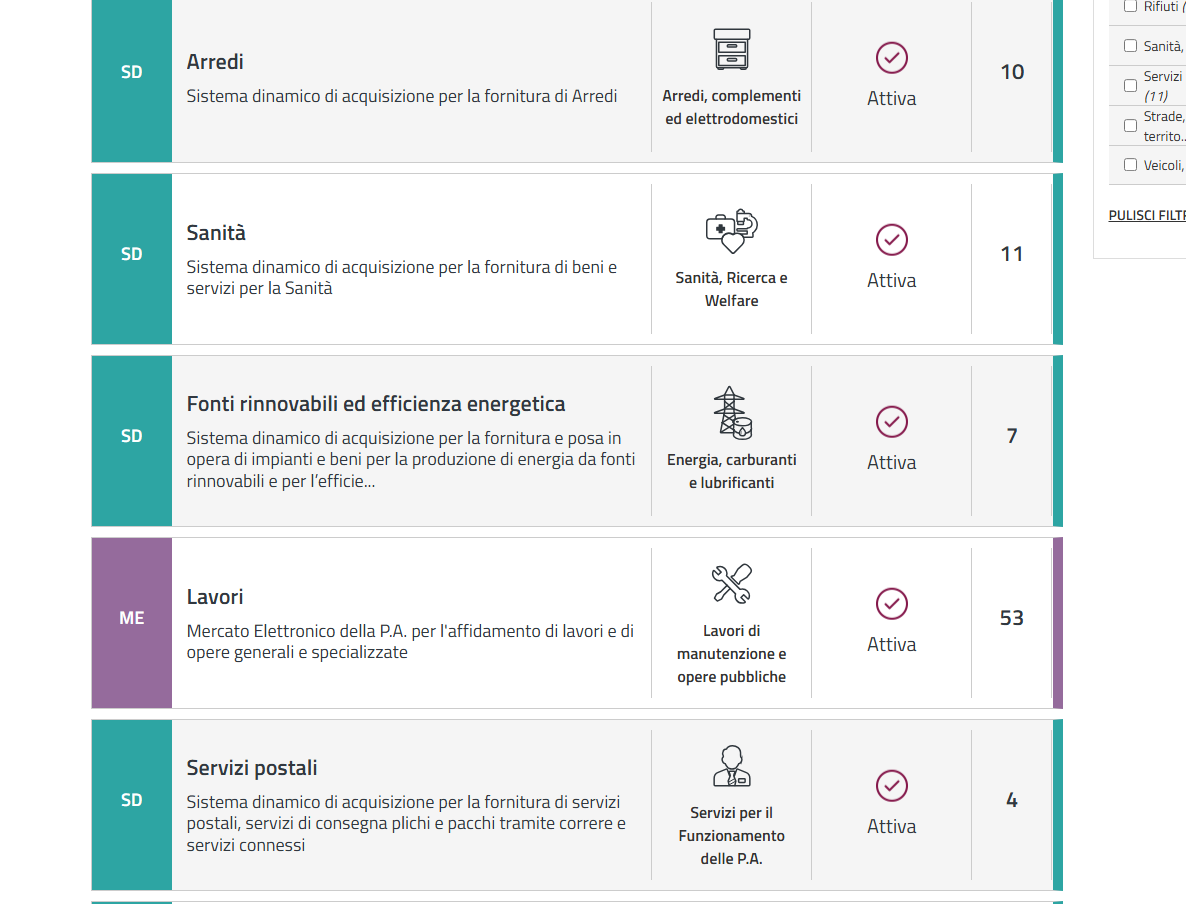 SD
Arredi
Sistema dinamico di acquisizione per la fornitura di Arredi
Arredi, complementi
ed elettrodomestici
Attiva
10
SD
Sanità
Sistema dinamico di acquisizione per la fornitura di beni e
servizi per la Sanità
Sanità, Ricerca e
Welfare
Attiva
11
SD
Fonti rinnovabili ed efficienza energetica
Sistema dinamico di acquisizione per la fornitura e posa in
opera di impianti e beni per la produzione di energia da fonti
rinnovabili e per l’efficie...
Energia, carburanti
e lubrificanti
Attiva
7
ME
Lavori
Mercato Elettronico della P.A. per l'affidamento di lavori e di
opere generali e specializzate
Lavori di
manutenzione e
opere pubbliche
Attiva
53
SD
Servizi postali
Sistema dinamico di acquisizione per la fornitura di servizi
postali, servizi di consegna plichi e pacchi tramite correre e
servizi connessi
Servizi per il
Funzionamento
delle P.A.
Attiva
4
Rifiuti (
Sanità,
Servizi
(11)
Strade,
territo...
Veicoli,
PULISCI FILTR